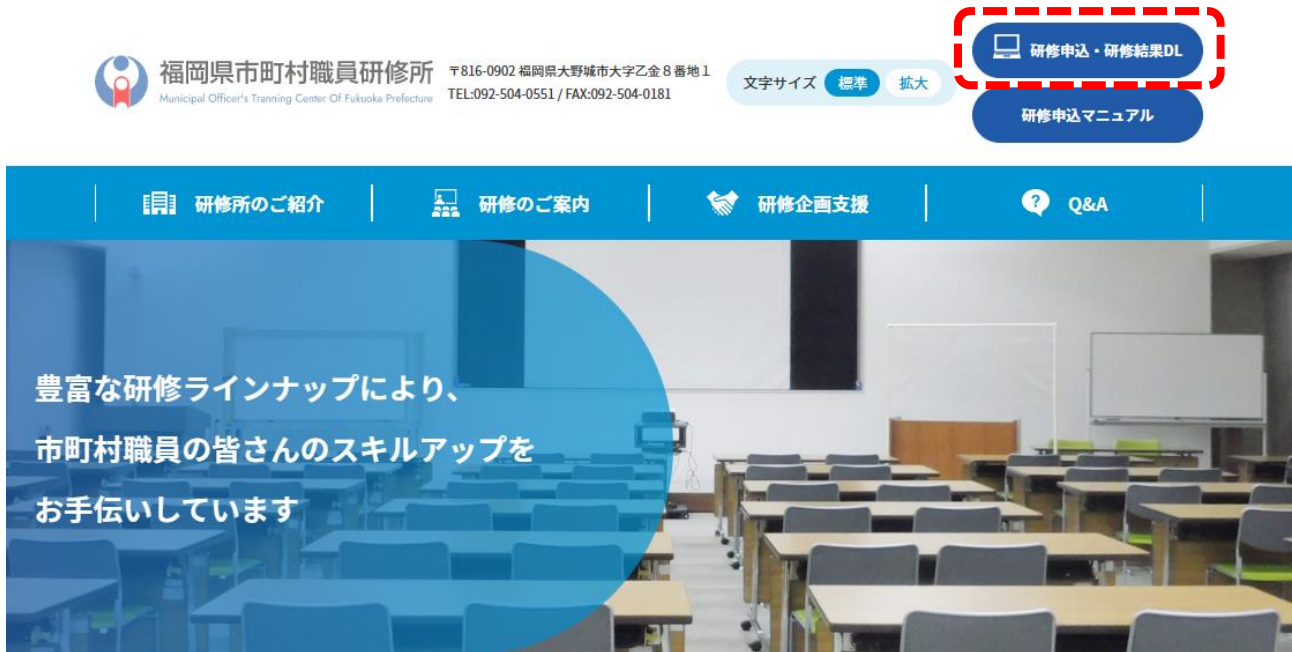 福岡県市町村職員研修所
Municipal Officer's Tranning Center Of Fukuoka Prefecture
〒816-0902 福岡県大野城市大字乙金８番地１
TEL:092-504-0551 / FAX:092-504-0181
文字サイズ 標準 拡大
研修申込・研修結果DL
研修申込マニュアル
研修所のご紹介
研修のご案内
研修企画支援
? Q&A
豊富な研修ラインナップにより、
市町村職員の皆さんのスキルアップを
お手伝いしています